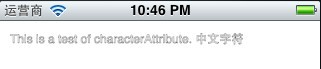 运营商 10:46 PM
This is a test of characterAttribute. 中文字符